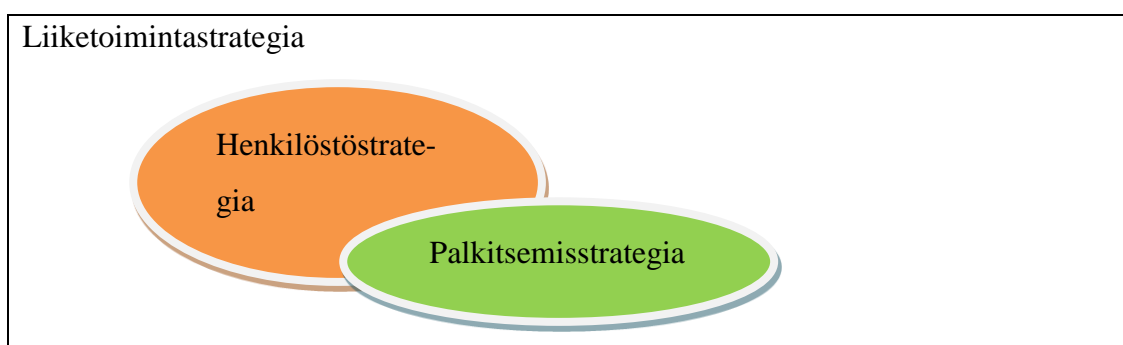 Liiketoimintastrategia
Henkilöstöstrate-
gia
Palkitsemisstrategia